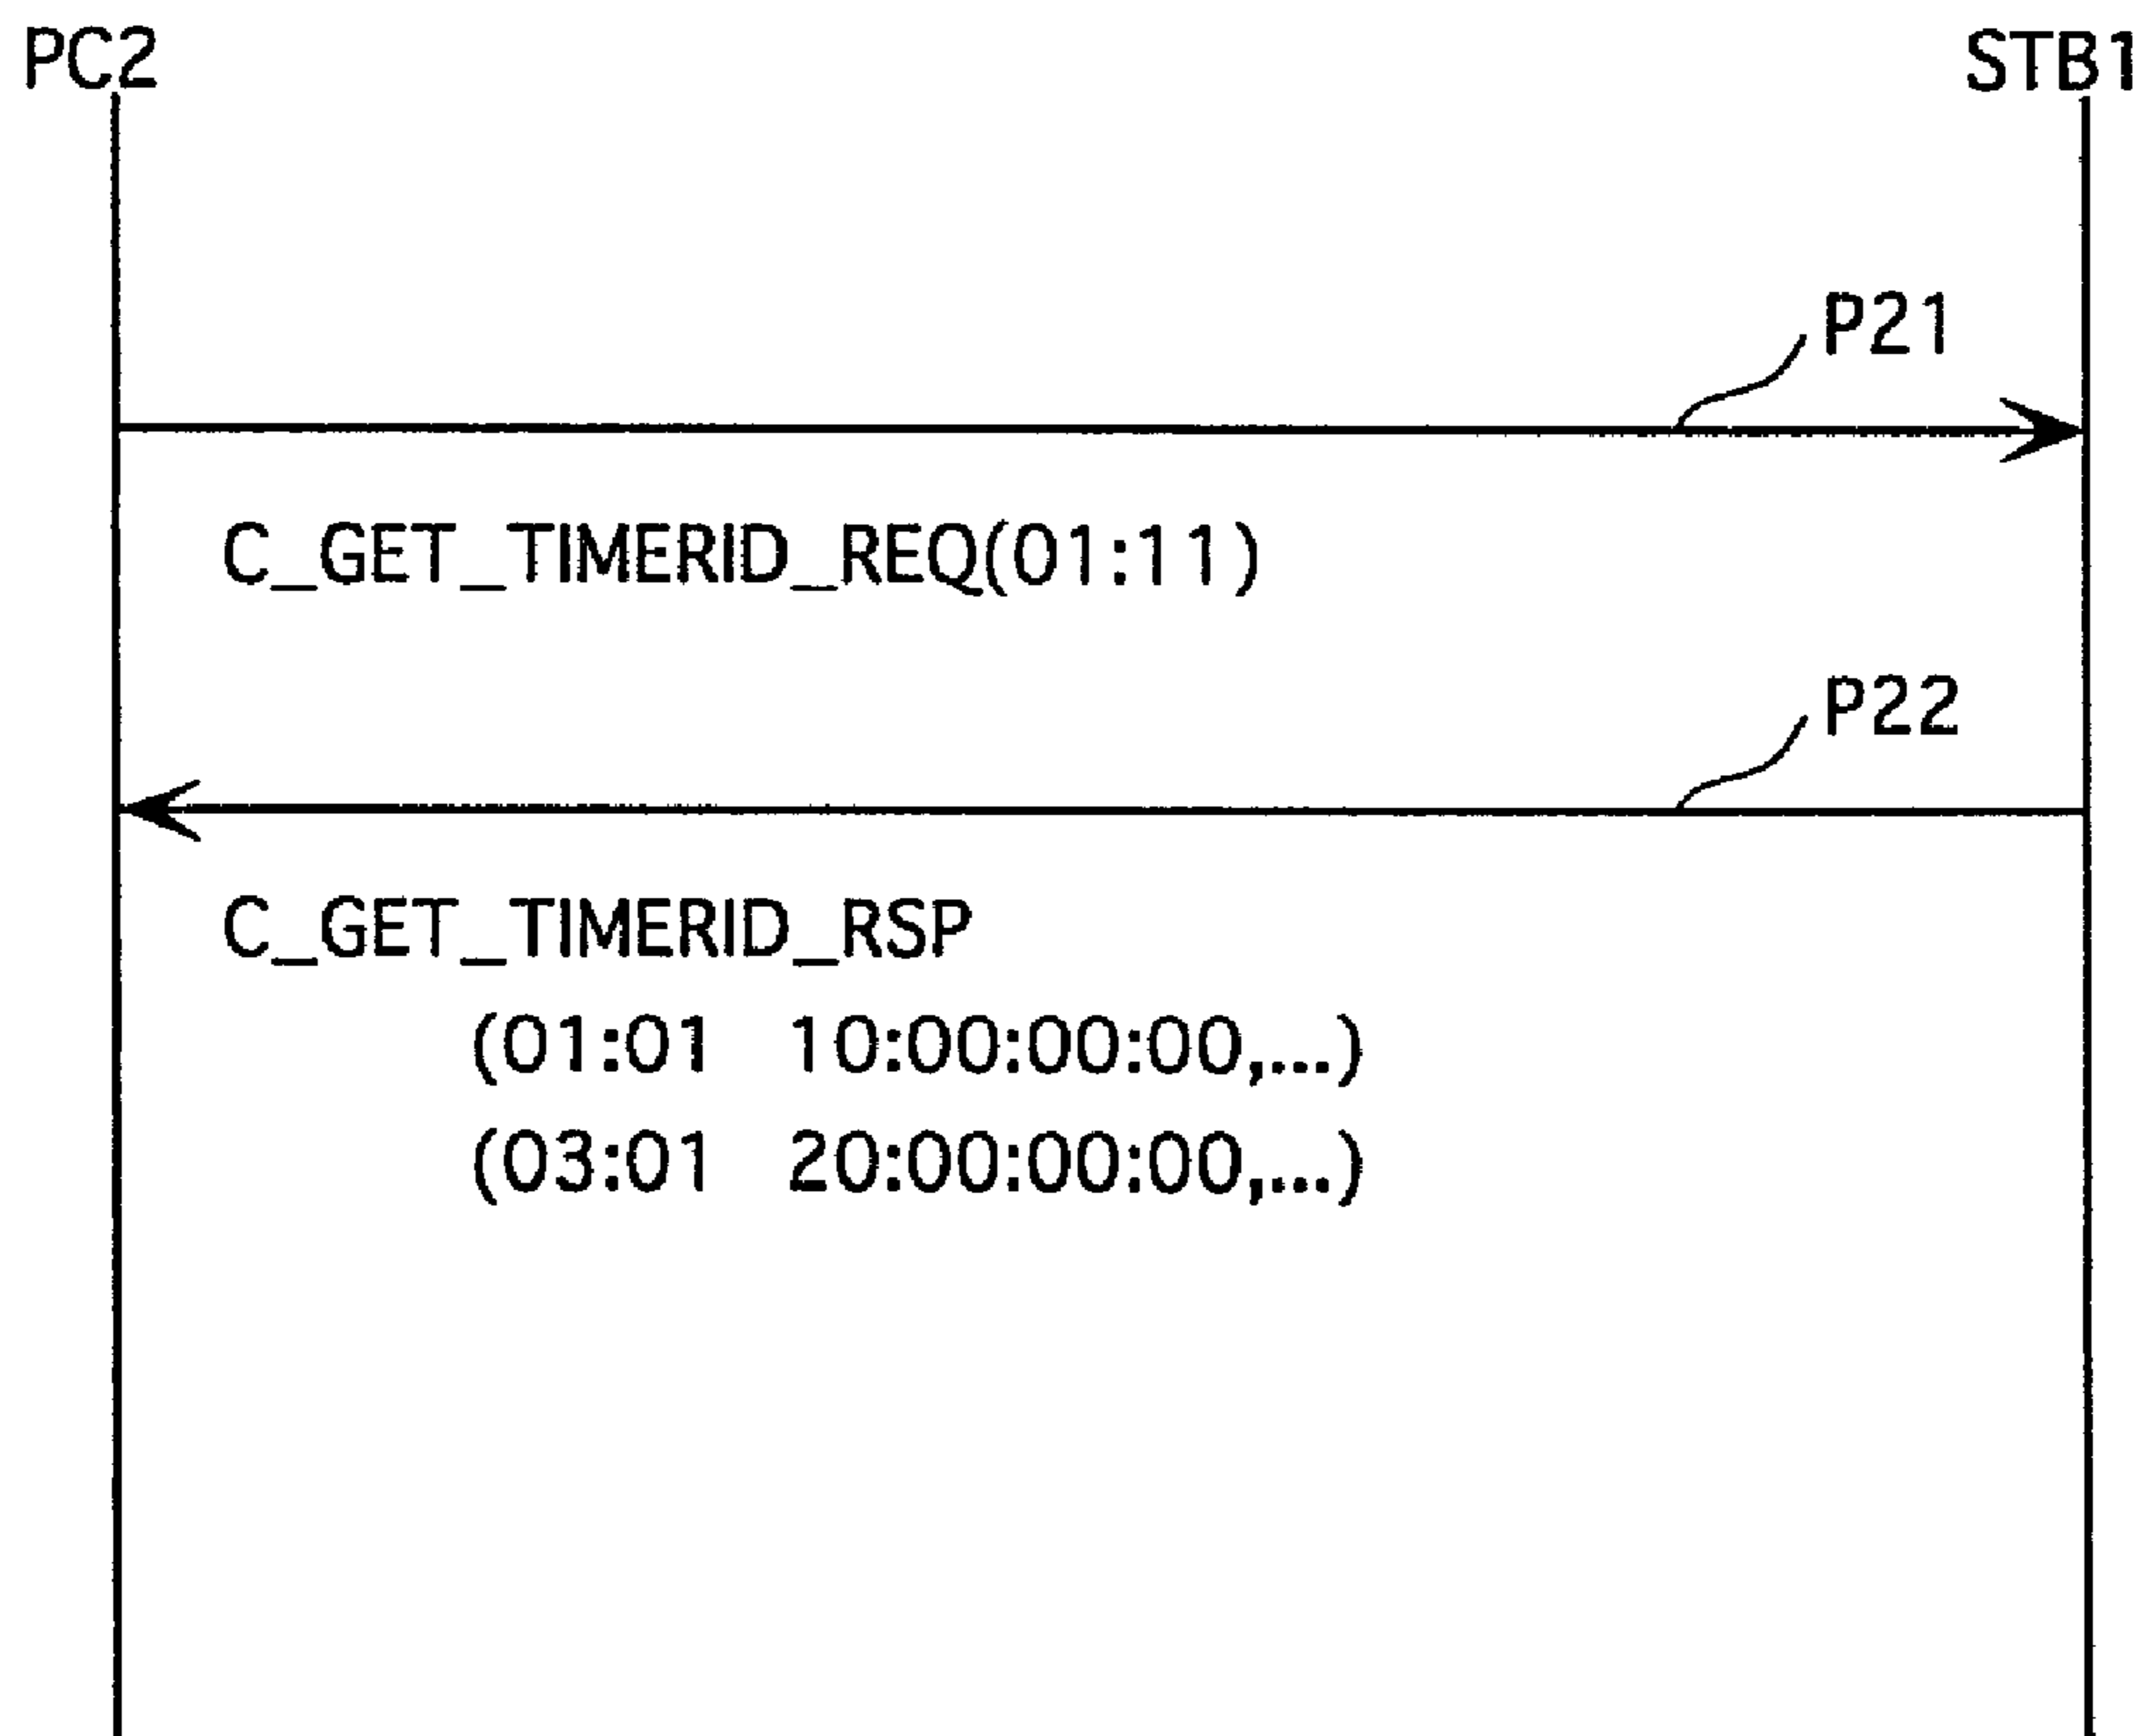 PC2 STB1
P21
C_GET_TIMERID_REQ(01:11)
P22
C_GET_TIMERID_RSP
(01:01 10:00:00:00,...)
(03:01 20:00:00:00,...)